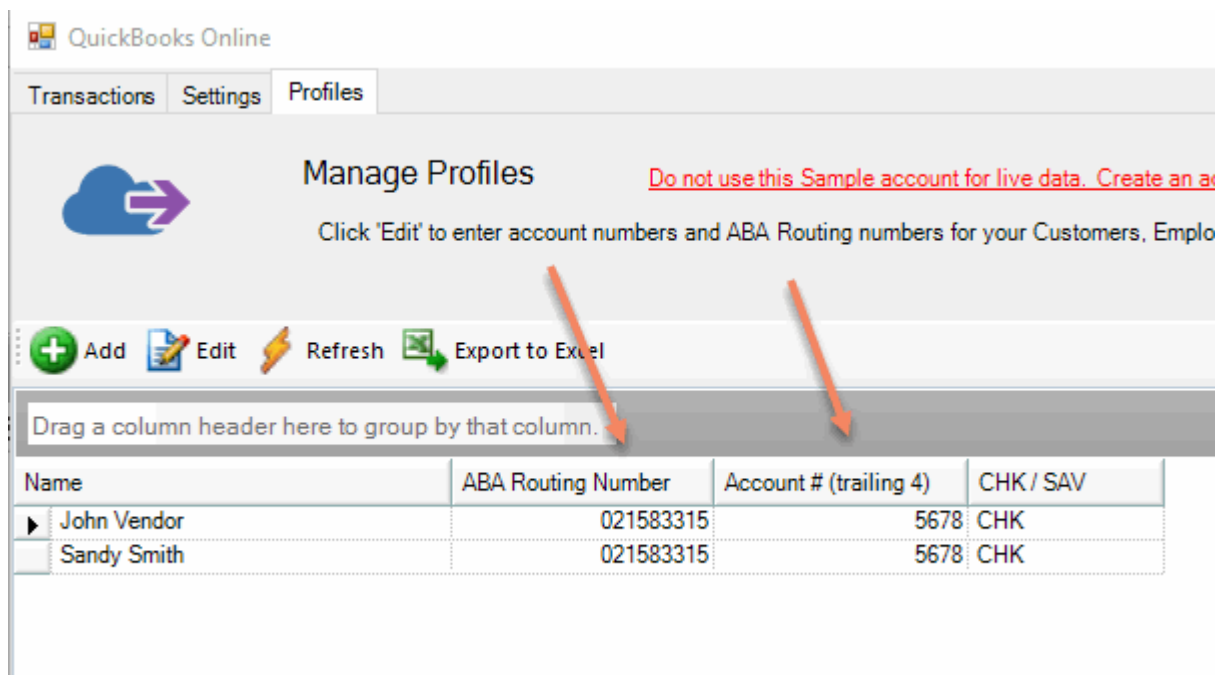 QuickBooks Online
Transactions Settings Profiles
Manage Profiles
Do not use this Sample account for live data. Create an
Click 'Edit' to enter account numbers and ABA Routing numbers for your Customers,
Add Edit Refresh Export to Excel
Drag a column header here to group by that column.
Name ABA Routing Number Account # (trailing 4) CHK / SAV
John Vendor 021583315 5678 CHK
Sandy Smith 021583315 5678 CHK